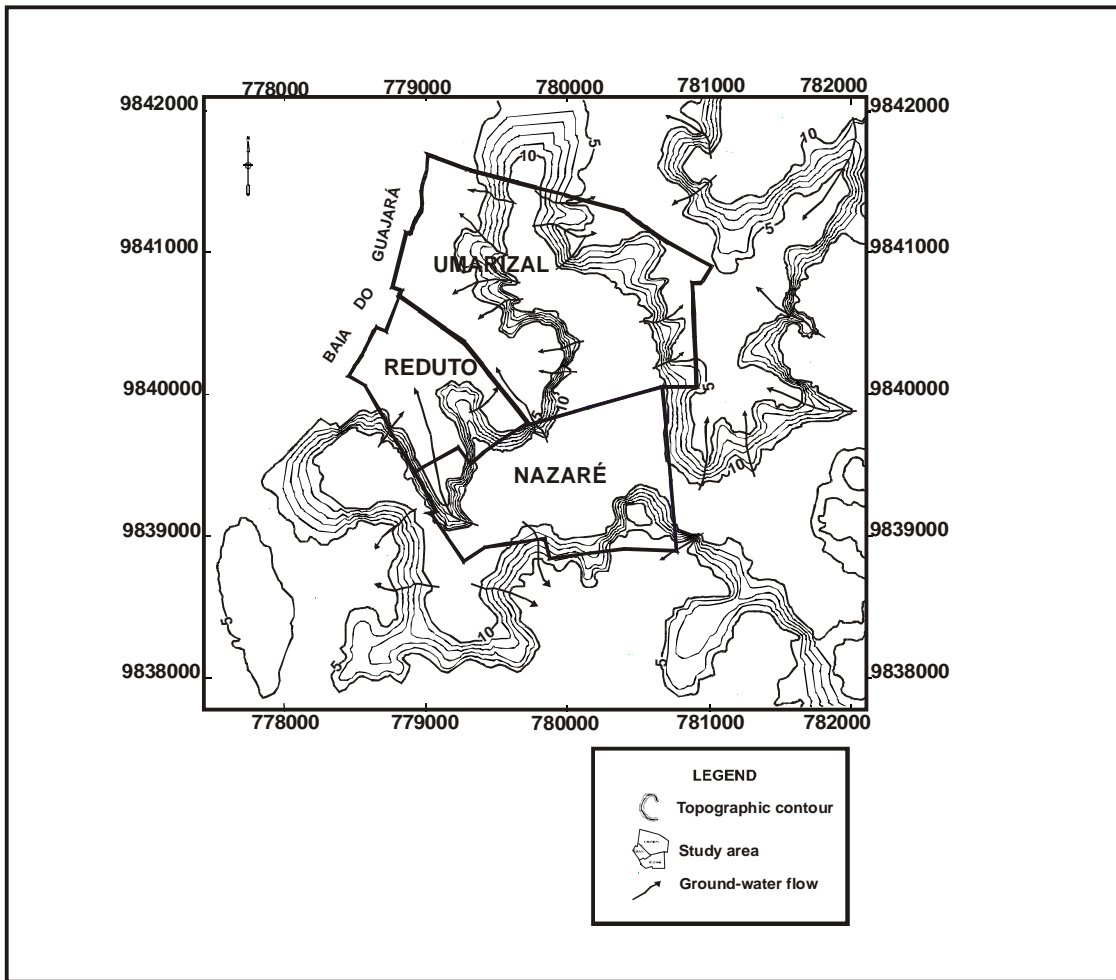 778000 779000 780000 781000 782000
9842000 9842000
10
5
10
GUAJARÁ
5
9841000 9841000
UMARIZAL
DO
BAIA
REDUTO
9840000 9840000
5
10
5
NAZARÉ
10
9839000 9839000
5
10
5
5
9838000 9838000
778000 779000 780000 781000 782000
LEGEND
Topographic contour
Study area
Ground-water flow